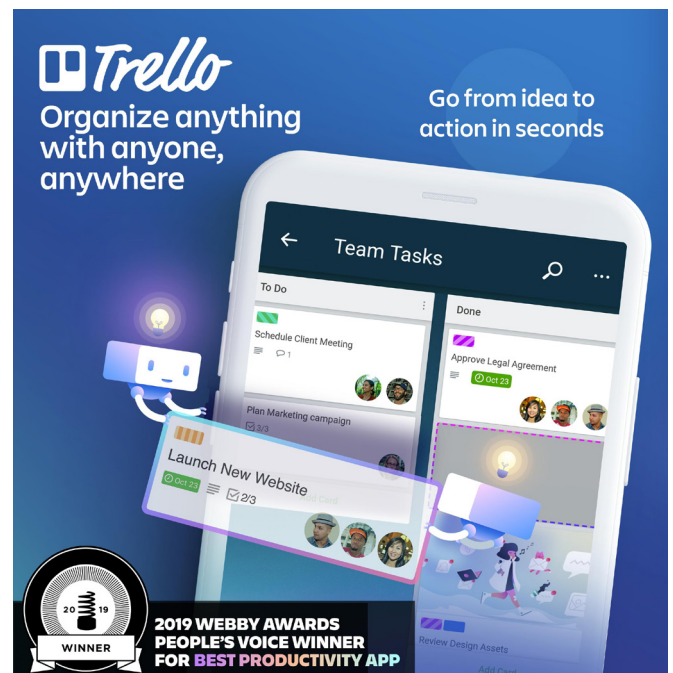 Trello
Organize anything
with anyone,
anywhere
Go from idea to
action in seconds
Team Tasks
To Do
Schedule Client Meeting
1
Plan Marketing campaign
3/3
Launch New Website
Oct 23
2/3
Done
Approve Legal Agreement
Oct 23
Review Design Assets
Add Card
2019
WINNER
2019 WEBBY AWARDS
PEOPLE'S VOICE WINNER
FOR BEST PRODUCTIVITY APP